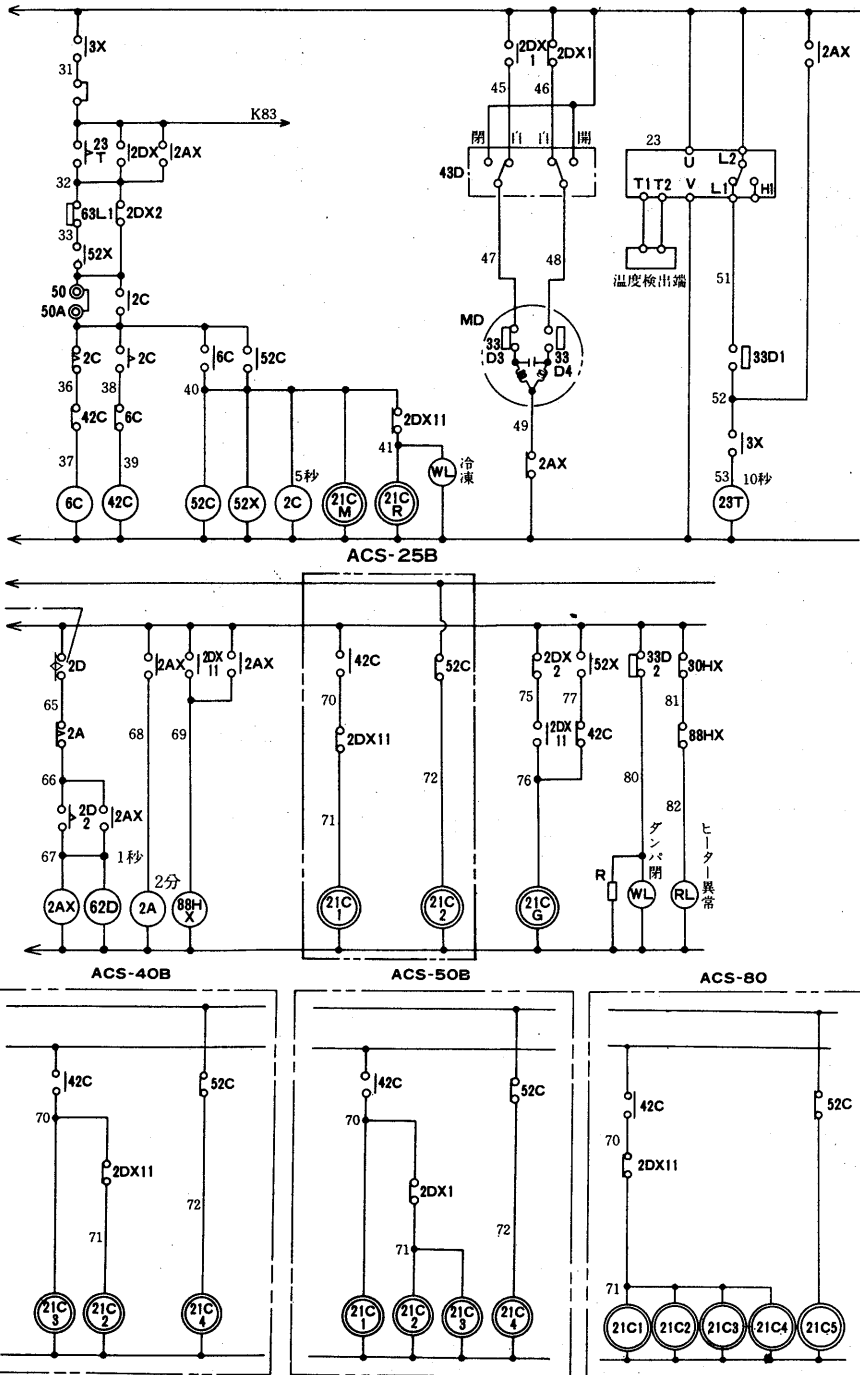 3X
31
K83
23
T
2DX
2AX
32
63L1
2DX2
33
52X
50
50A
2C
2C
2C
36
38
42C
6C
37
39
6C
52C
40
2DX11
41
WL
冷凍
5秒
6C
42C
52C
52X
2C
21C
M
21C
R
2DX
1
2DX1
45
46
閉
自
自
開
43D
47
48
MD
33
D3
33
D4
49
2AX
2AX
23
U
L2
T1
T2
V
L1
H1
温度検出端
51
33D1
52
3X
53
10秒
23T
ACS-25B
2D
65
2A
66
2D
2
2AX
67
1秒
2AX
62D
2AX
68
2分
2A
2DX
11
2AX
69
88H
X
42C
70
2DX11
71
21C
1
52C
72
21C
2
2DX
2
52X
75
77
2DX
11
42C
76
21C
G
33D
2
80
ダンパ閉
R
WL
30HX
81
88HX
82
ヒーター異常
RL
ACS-40B
ACS-50B
ACS-80
42C
70
2DX11
71
52C
72
21C
3
21C
2
21C
4
42C
70
2DX1
71
52C
72
21C
1
21C
2
21C
3
21C
4
42C
70
2DX11
71
52C
21C1
21C2
21C3
21C4
21C5